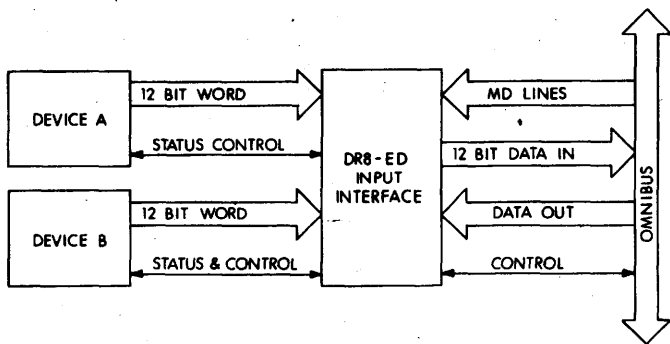 DEVICE A
12 BIT WORD
STATUS CONTROL
DEVICE B
12 BIT WORD
STATUS & CONTROL
DR8-ED
INPUT
INTERFACE
MD LINES
12 BIT DATA IN
DATA OUT
CONTROL
OMNIBUS